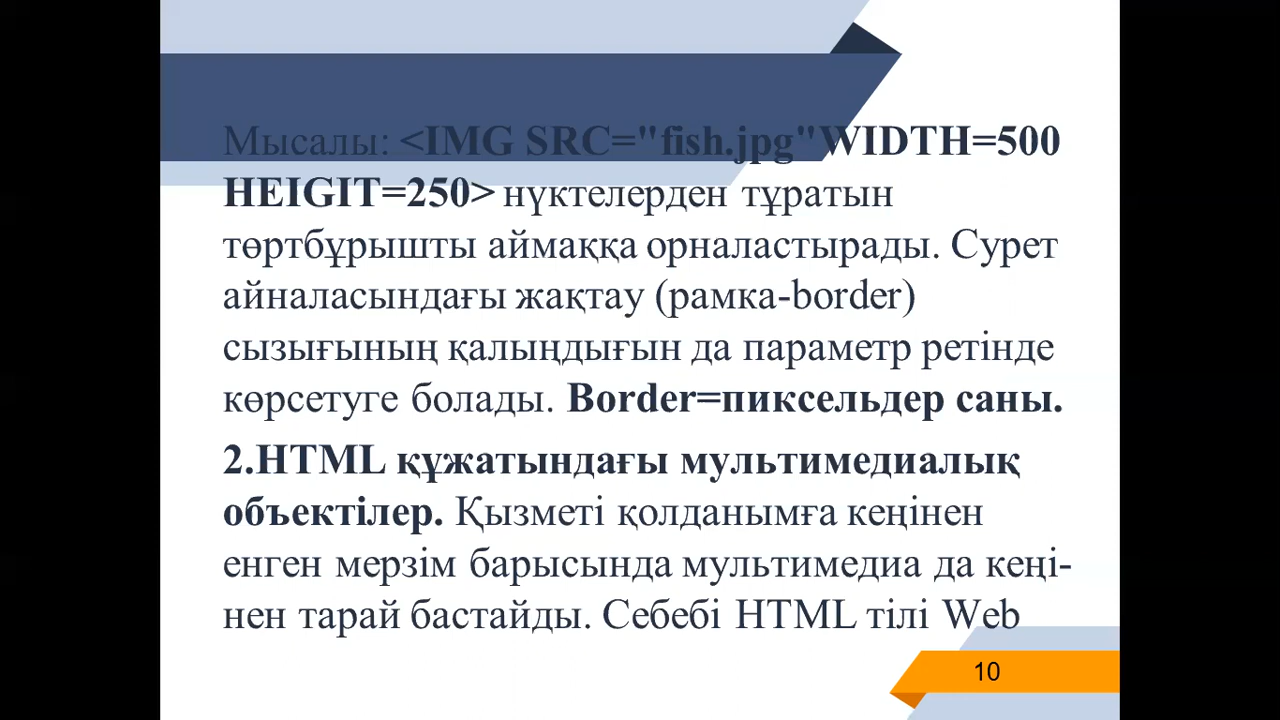 Мысалы: <IMG SRC="fish.jpg"WIDTH=500
HEIGIT=250> нүктелерден тұратын
төртбұрышты аймаққа орналастырады. Сурет
айналасындағы жақтау (рамка-border)
сызығының қалыңдығын да параметр ретінде
көрсетуге болады. Border=пиксельдер саны.
2.HTML құжатындағы мультимедиалық
объектілер. Қызметі қолданымға кеңінен
енген мерзім барысында мультимедиа да кеңі-
нен тарай бастайды. Себебі HTML тілі Web
10